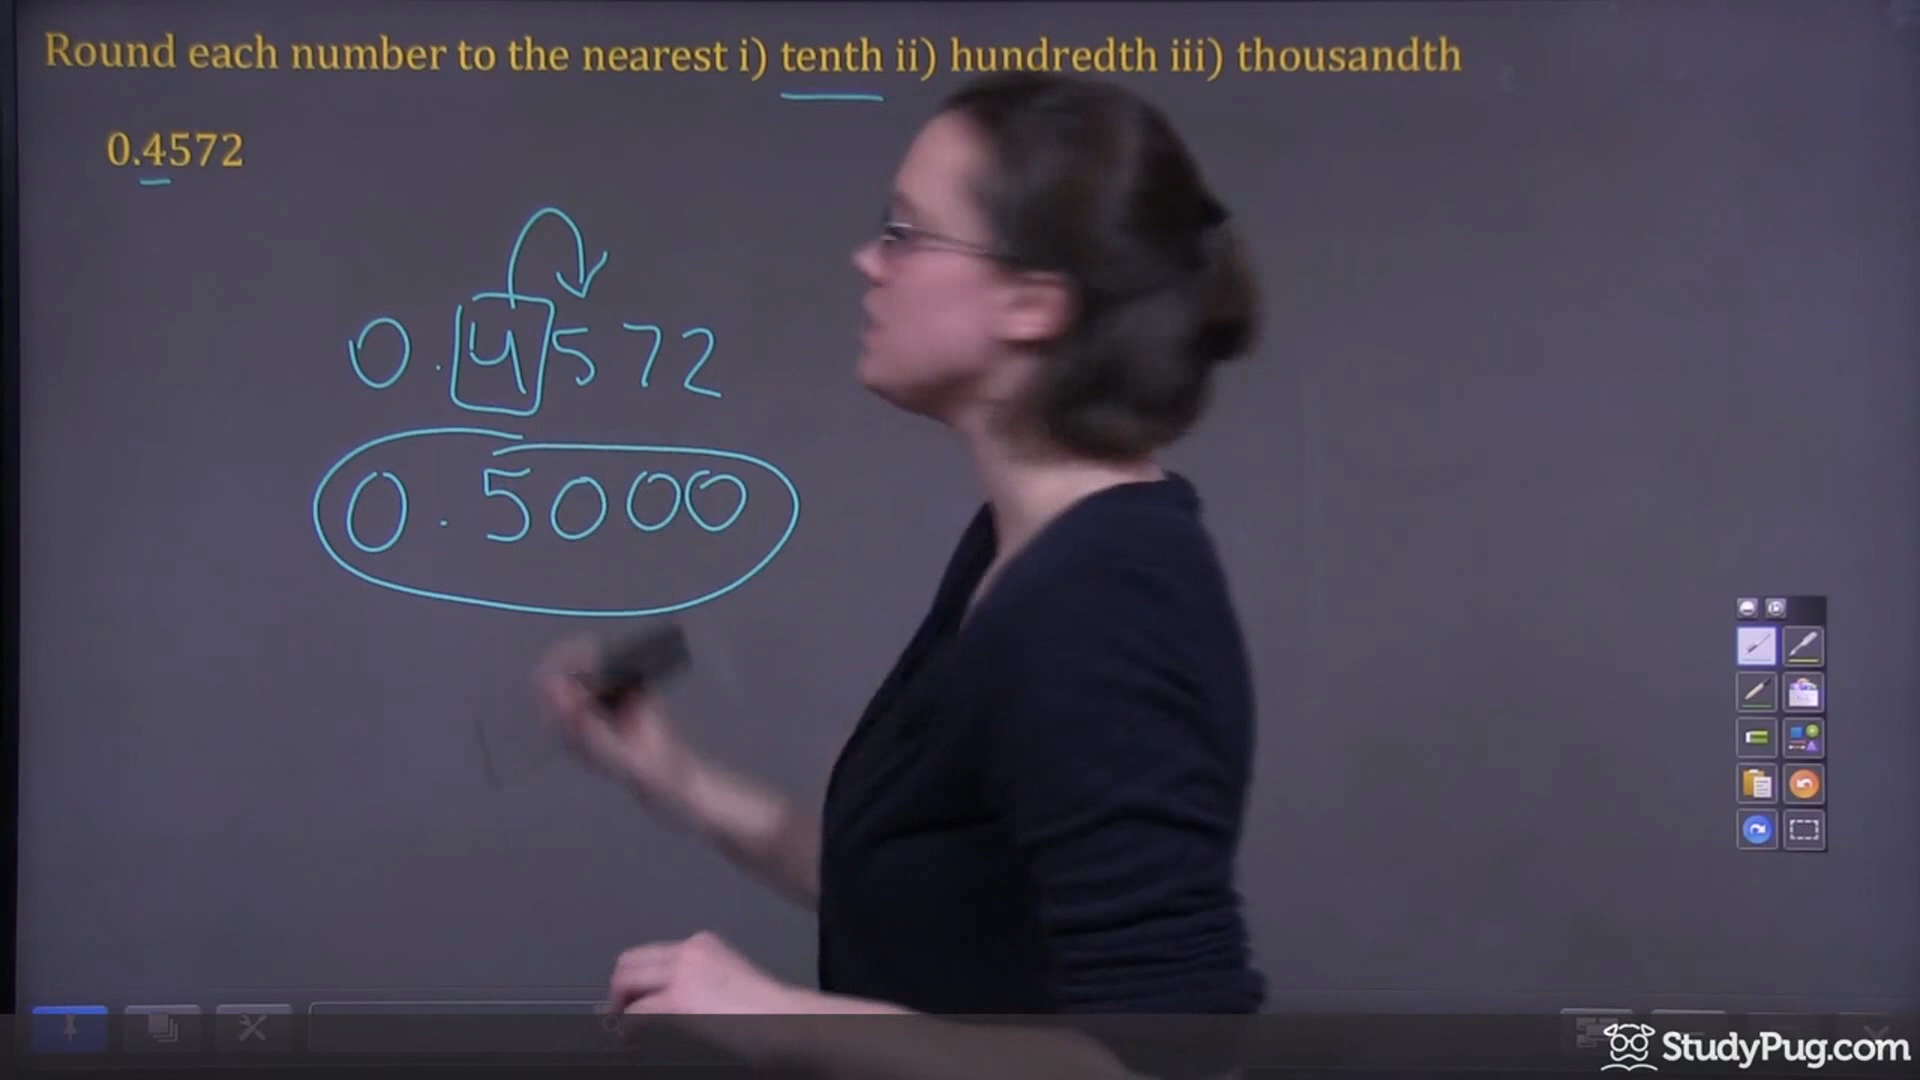 Round each number to the nearest i) tenth ii) hundredth iii) thousandth
0.4572
0.4572
0.5000
StudyPug.com